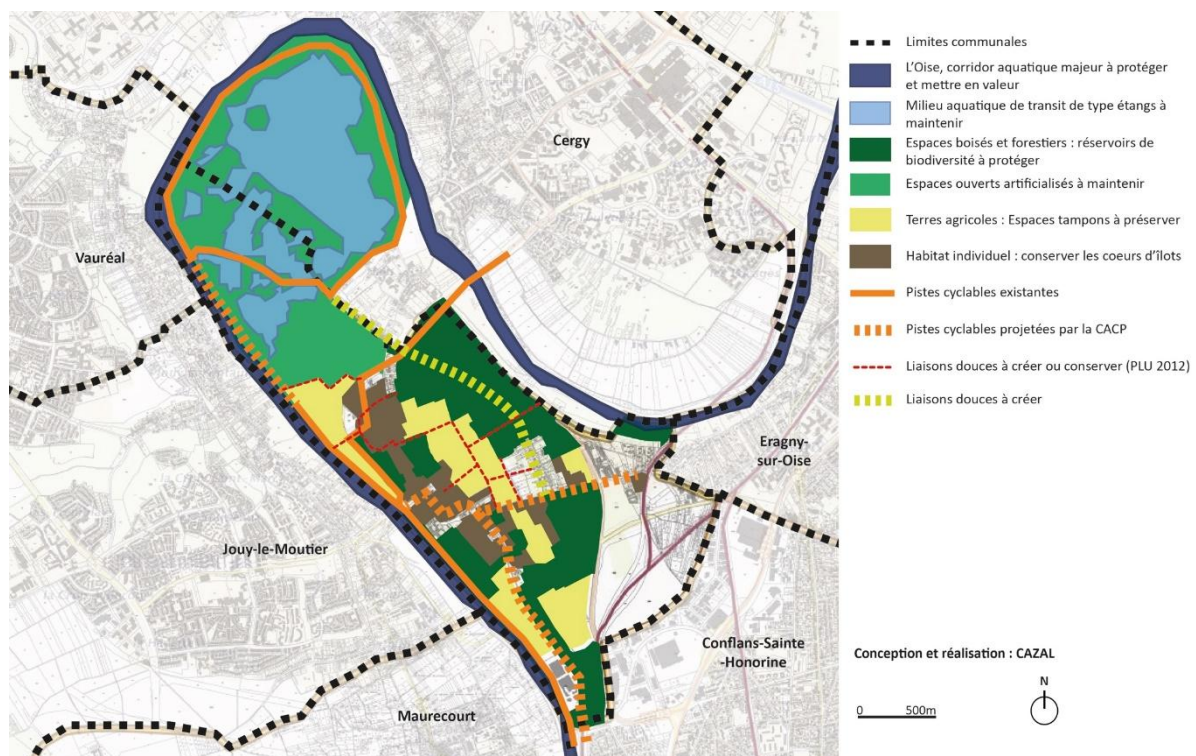 Cergy
Vauréal
Eragny-
sur-Oise
Jouy-le-Moutier
Conflans-Sainte
-Honorine
Maurecourt
Limites communales
L'Oise, corridor aquatique majeur à protéger
et mettre en valeur
Milieu aquatique de transit de type étangs à
maintenir
Espaces boisés et forestiers : réservoirs de
biodiversité à protéger
Espaces ouverts artificialisés à maintenir
Terres agricoles : Espaces tampons à préserver
Habitat individuel : conserver les coeurs d'îlots
Pistes cyclables existantes
Pistes cyclables projetées par la CACP
Liaisons douces à créer ou conserver (PLU 2012)
Liaisons douces à créer
Conception et réalisation : CAZAL
N
0 500m